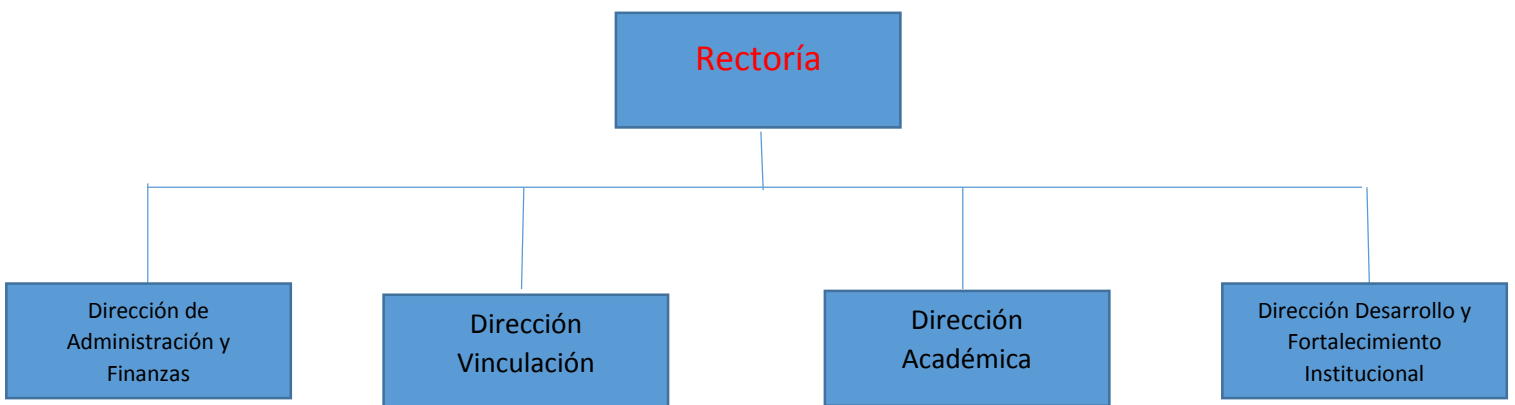 Rectoría
Dirección de
Administración y
Finanzas
Dirección
Vinculación
Dirección
Académica
Dirección Desarrollo y
Fortalecimiento
Institucional